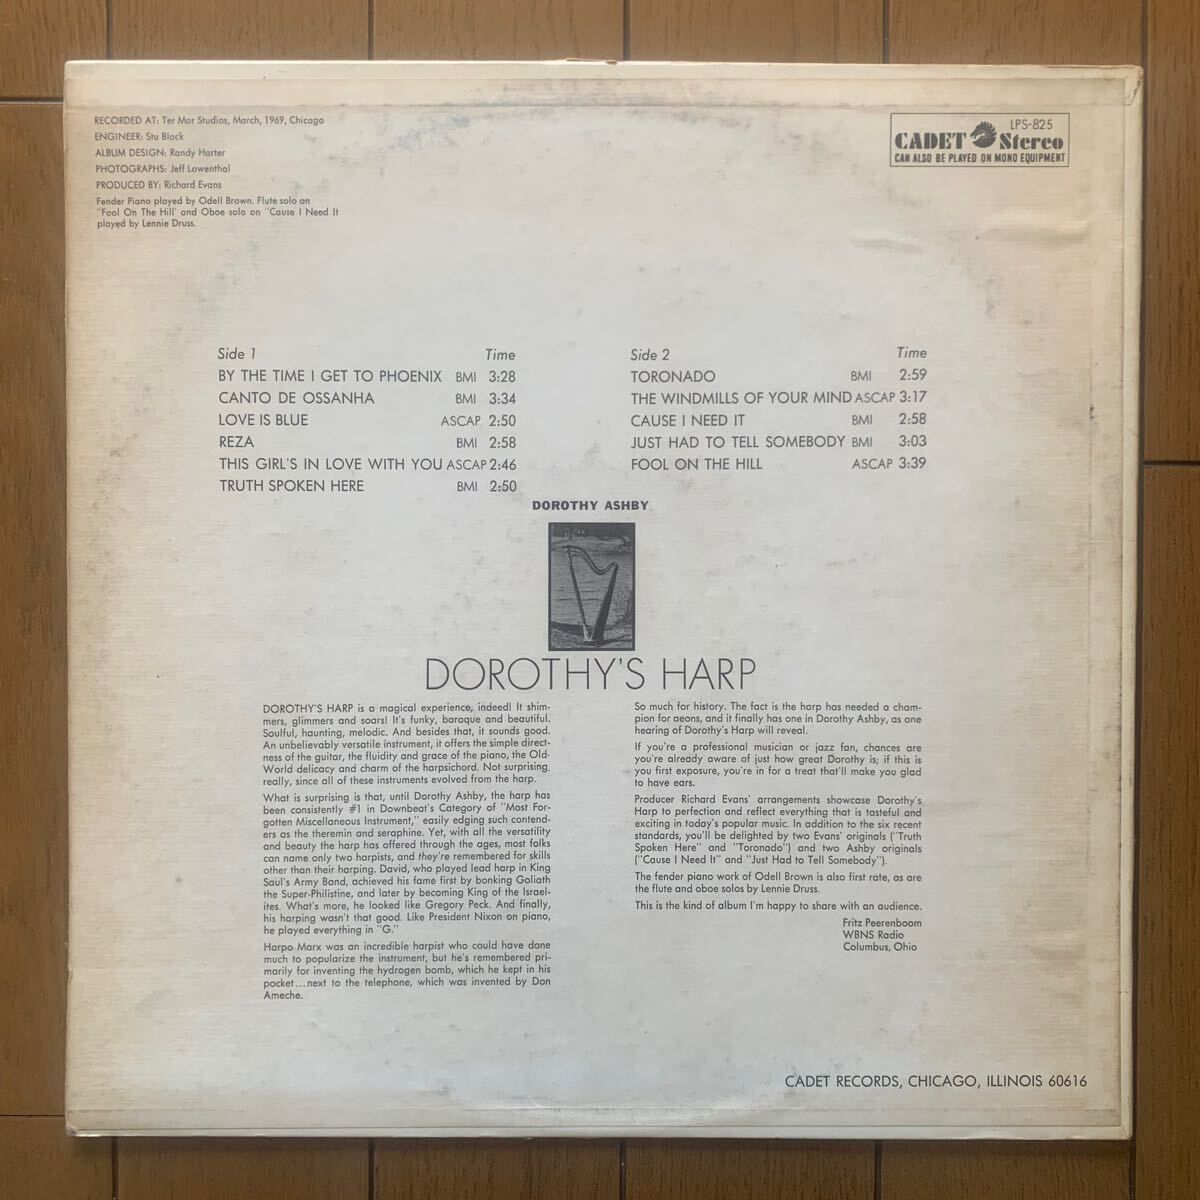 RECORDED AT: Ter Mar Studios, March, 1969, Chicago
ENGINEER: Stu Black
ALBUM DESIGN: Randy Harter
PHOTOGRAPHS: Jeff Lowenthal
PRODUCED BY: Richard Evans
Fender Piano played by Odell Brown. Flute solo on
"Fool On The Hill' and Oboe solo on "Cause I Need It
played by Lennie Druss.
LPS-825
CADET Stereo
CAN ALSO BE PLAYED ON MONO EQUIPMENT
Side 1 Time
BY THE TIME I GET TO PHOENIX BMI 3:28
CANTO DE OSSANHA BMI 3:34
LOVE IS BLUE ASCAP 2:50
REZA BMI 2:58
THIS GIRL'S IN LOVE WITH YOU ASCAP 2:46
TRUTH SPOKEN HERE BMI 2:50
Side 2 Time
TORONADO BMI 2:59
THE WINDMILLS OF YOUR MIND ASCAP 3:17
CAUSE I NEED IT BMI 2:58
JUST HAD TO TELL SOMEBODY BMI 3:03
FOOL ON THE HILL ASCAP 3:39
DOROTHY ASHBY
DOROTHY'S HARP
DOROTHY'S HARP is a magical experience, indeed! It shim-
mers, glimmers and soars! It's funky, baroque and beautiful.
Soulful, haunting, melodic. And besides that, it sounds good.
An unbelievably versatile instrument, it offers the simple direct-
ness of the guitar, the fluidity and grace of the piano, the Old-
World delicacy and charm of the harpsichord. Not surprising,
really, since all of these instruments evolved from the harp.
What is surprising is that, until Dorothy Ashby, the harp has
been consistently #1 in Downbeat's Category of "Most For-
gotten Miscellaneous Instrument," easily edging such contend-
ers as the theremin and seraphine. Yet, with all the versatility
and beauty the harp has offered through the ages, most folks
can name only two harpists, and they're remembered for skills
other than their harping. David, who played lead harp in King
Saul's Army Band, achieved his fame first by bonking Goliath
the Super-Philistine, and later by becoming King of the Israel-
ites. What's more, he looked like Gregory Peck. And finally,
his harping wasn't that good. Like President Nixon on piano,
he played everything in "G."
Harpo Marx was an incredible harpist who could have done
much to popularize the instrument, but he's remembered pri-
marily for inventing the hydrogen bomb, which he kept in his
pocket...next to the telephone, which was invented by Don
Ameche.
So much for history. The fact is the harp has needed a cham-
pion for aeons, and it finally has one in Dorothy Ashby, as one
hearing of Dorothy's Harp will reveal.
If you're a professional musician or jazz fan, chances are
you're already aware of just how great Dorothy is; if this is
you first exposure, you're in for a treat that'll make you glad
to have ears.
Producer Richard Evans' arrangements showcase Dorothy's
Harp to perfection and reflect everything that is tasteful and
exciting in today's popular music. In addition to the six recent
standards, you'll be delighted by two Evans' originals ("Truth
Spoken Here" and "Toronado") and two Ashby originals
("Cause I Need It" and "Just Had to Tell Somebody").
The fender piano work of Odell Brown is also first rate, as are
the flute and oboe solos by Lennie Druss.
This is the kind of album I'm happy to share with an audience.
Fritz Peerenboom
WBNS Radio
Columbus, Ohio
CADET RECORDS, CHICAGO, ILLINOIS 60616